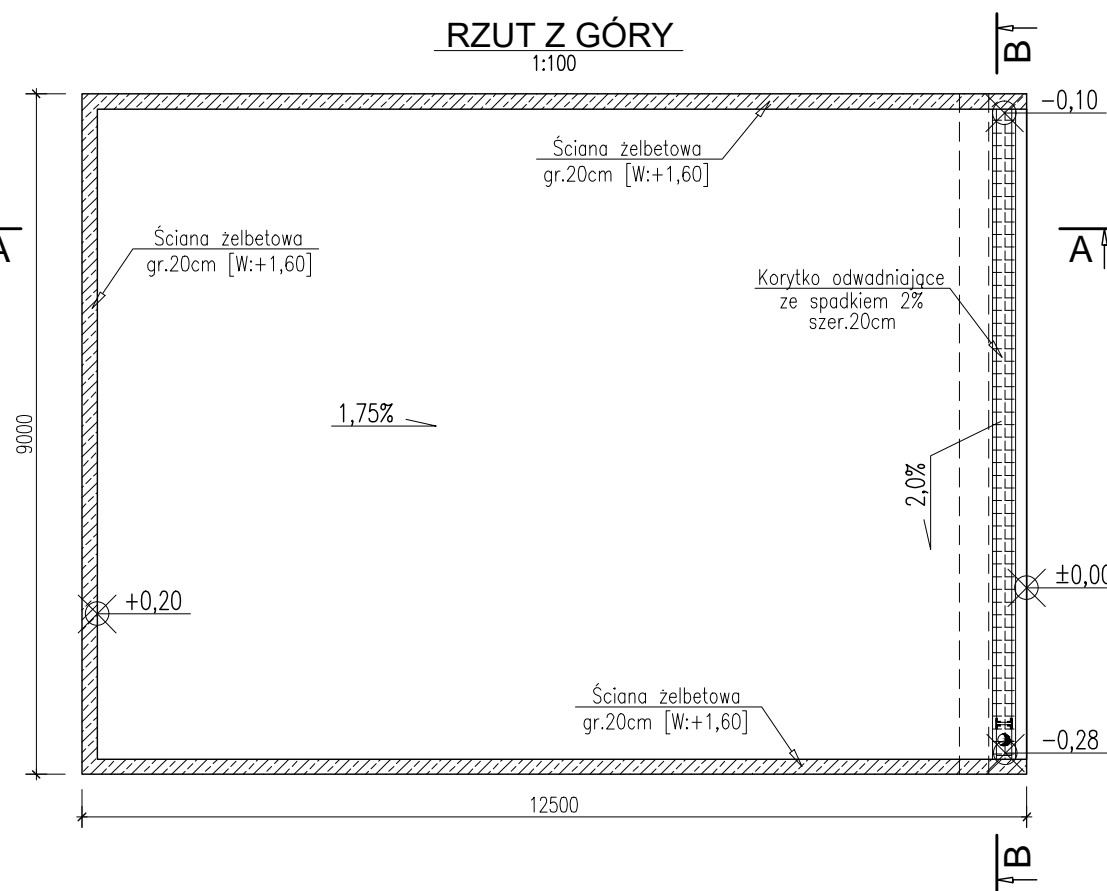 RZUT Z GÓRY
1:100
B
-0,10
Ściana żelbetowa
gr.20cm [W:+1,60]
Ściana żelbetowa
gr.20cm [W:+1,60]
A
A
Korytko odwadniające
ze spadkiem 2%
szer.20cm
1,75%
9000
2,0%
±0,00
+0,20
Ściana żelbetowa
gr.20cm [W:+1,60]
-0,28
12500
B